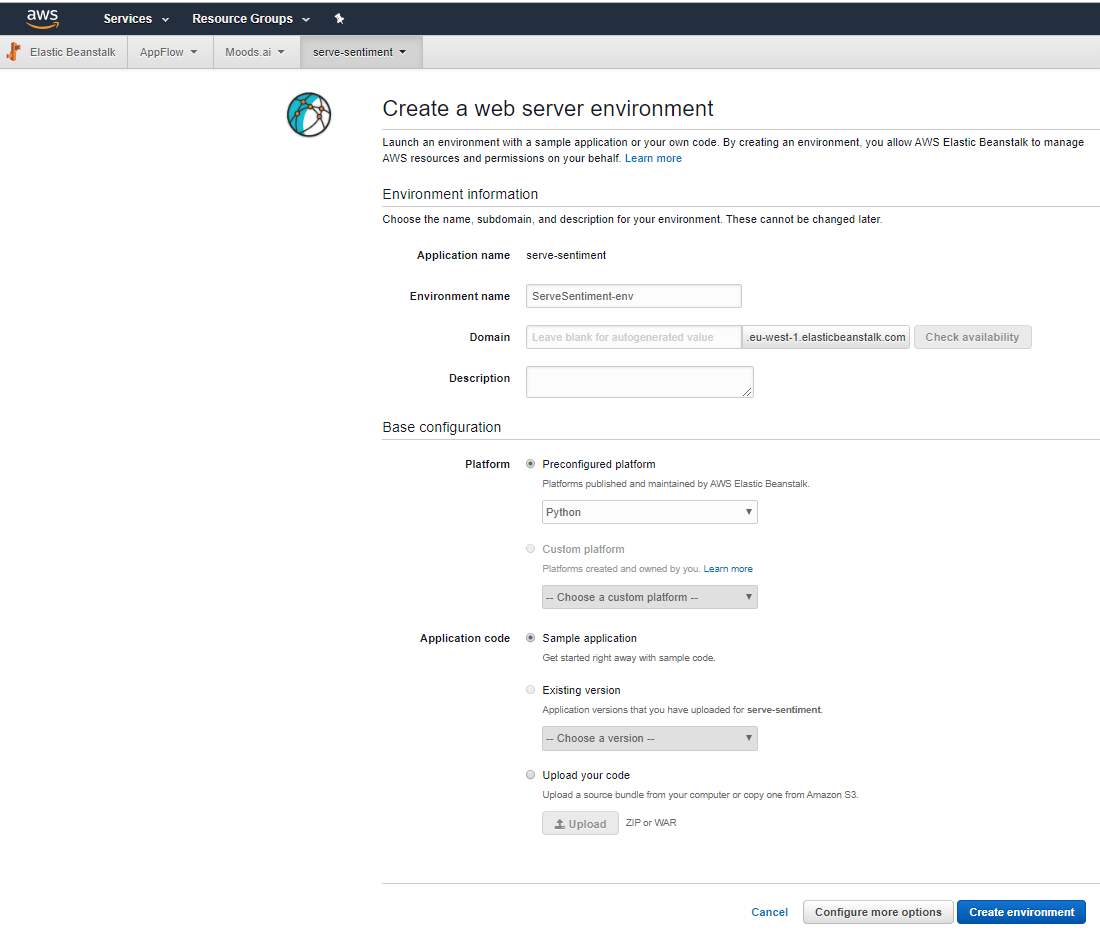 aws Services Resource Groups
Elastic Beanstalk AppFlow Moods.ai serve-sentiment
Create a web server environment
Launch an environment with a sample application or your own code. By creating an environment, you allow AWS Elastic Beanstalk to manage
AWS resources and permissions on your behalf. Learn more
Environment information
Choose the name, subdomain, and description for your environment. These cannot be changed later.
Application name serve-sentiment
Environment name ServeSentiment-env
Domain Leave blank for autogenerated value .eu-west-1.elasticbeanstalk.com Check availability
Description
Base configuration
Platform Preconfigured platform
Platforms published and maintained by AWS Elastic Beanstalk.
Python
Custom platform
Platforms created and owned by you. Learn more
-- Choose a custom platform --
Application code Sample application
Get started right away with sample code.
Existing version
Application versions that you have uploaded for serve-sentiment.
-- Choose a version --
Upload your code
Upload a source bundle from your computer or copy one from Amazon S3.
Upload ZIP or WAR
Cancel Configure more options Create environment